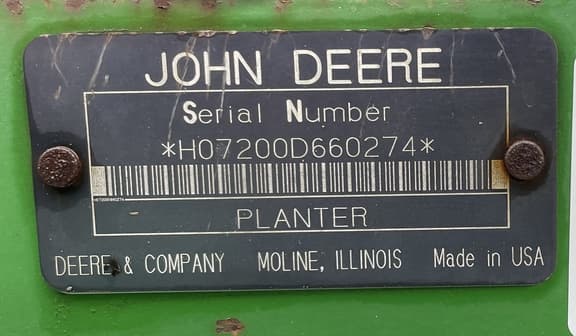 JOHN DEERE
Serial Number
*H07200D660274*
PLANTER
DEERE & COMPANY MOLINE, ILLINOIS Made in USA